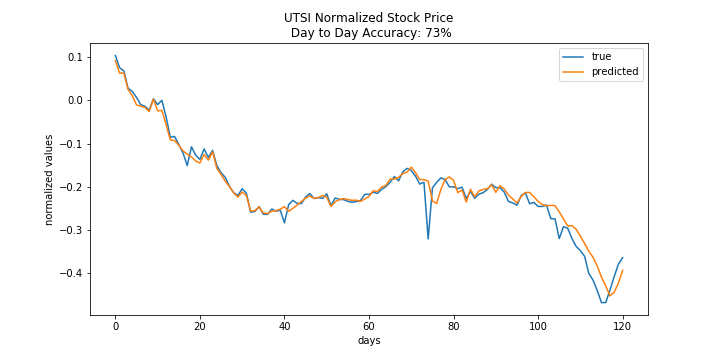 UTSI Normalized Stock Price
Day to Day Accuracy: 73%
true
predicted
normalized values
0.1
0.0
−0.1
−0.2
−0.3
−0.4
0 20 40 60 80 100 120
days